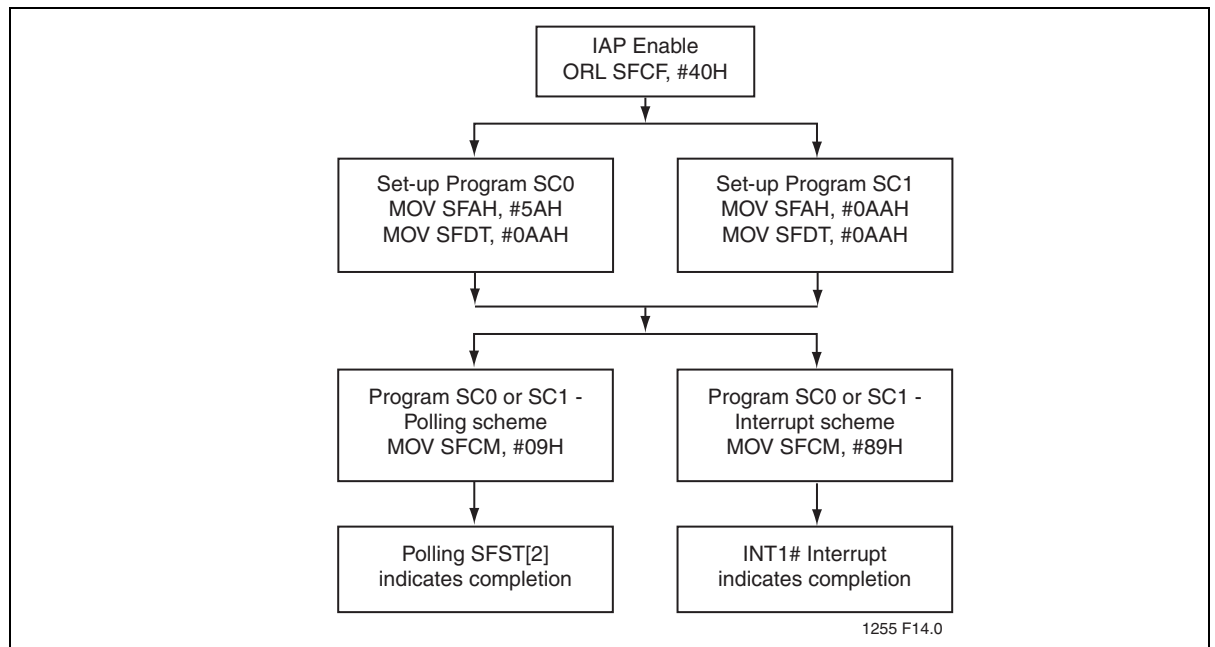 IAP Enable
ORL SFCF, #40H
Set-up Program SC0
MOV SFAH, #5AH
MOV SFDT, #0AAH
Set-up Program SC1
MOV SFAH, #0AAH
MOV SFDT, #0AAH
Program SC0 or SC1 -
Polling scheme
MOV SFCM, #09H
Program SC0 or SC1 -
Interrupt scheme
MOV SFCM, #89H
Polling SFST[2]
indicates completion
INT1# Interrupt
indicates completion
1255 F14.0